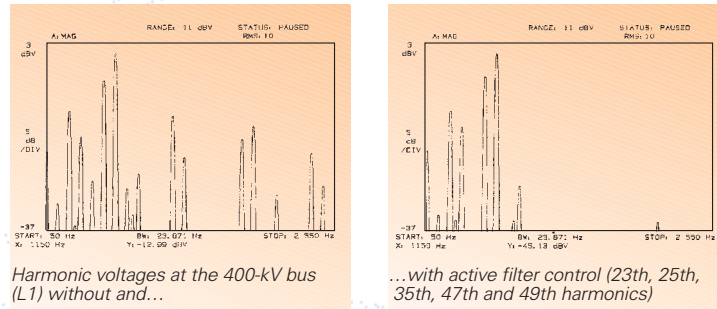 RANGE: 11 dBV STATUS: PAUSED
A: MAG RMS: 10
3
dBV
5
dB
/DIV
-37
START: 50 Hz BW: 23.871 Hz STOP: 2 550 Hz
X: 1150 Hz Y: -12.99 dBV
Harmonic voltages at the 400-kV bus
(L1) without and…
RANGE: 11 dBV STATUS: PAUSED
A: MAG RMS: 10
3
dBV
5
dB
/DIV
-37
START: 50 Hz BW: 23.871 Hz STOP: 2 550 Hz
X: 1150 Hz Y: -45.13 dBV
…with active filter control (23th, 25th,
35th, 47th and 49th harmonics)